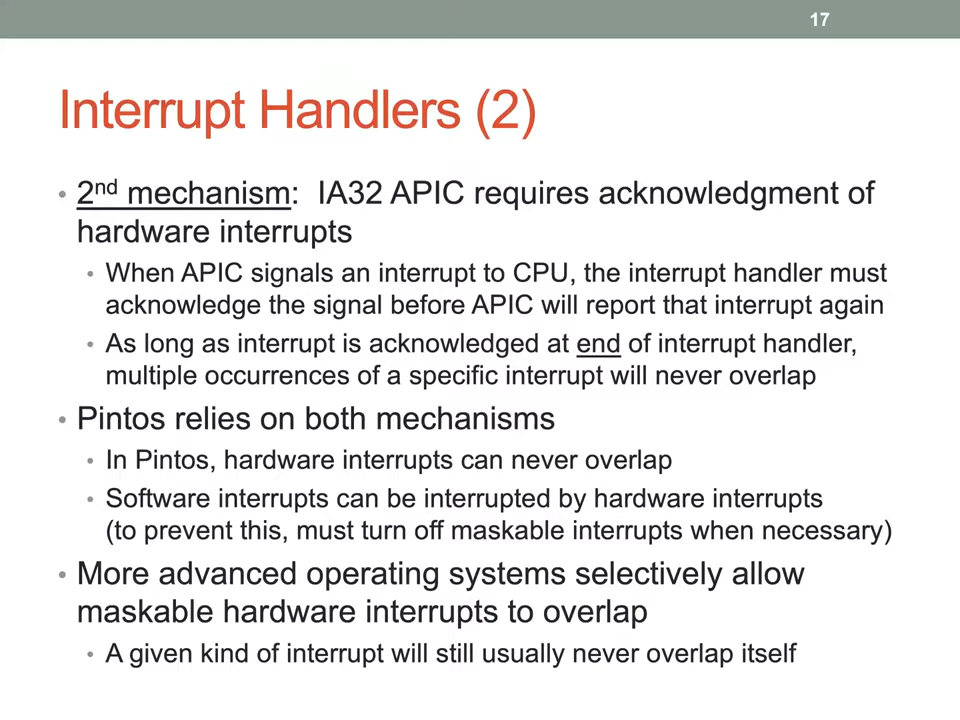 17
Interrupt Handlers (2)
• 2nd mechanism: IA32 APIC requires acknowledgment of
hardware interrupts
• When APIC signals an interrupt to CPU, the interrupt handler must
acknowledge the signal before APIC will report that interrupt again
• As long as interrupt is acknowledged at end of interrupt handler,
multiple occurrences of a specific interrupt will never overlap
• Pintos relies on both mechanisms
• In Pintos, hardware interrupts can never overlap
• Software interrupts can be interrupted by hardware interrupts
(to prevent this, must turn off maskable interrupts when necessary)
• More advanced operating systems selectively allow
maskable hardware interrupts to overlap
• A given kind of interrupt will still usually never overlap itself